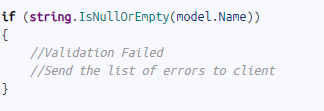 if (string.IsNullOrEmpty(model.Name))
{
    //Validation Failed
    //Send the list of errors to client
}